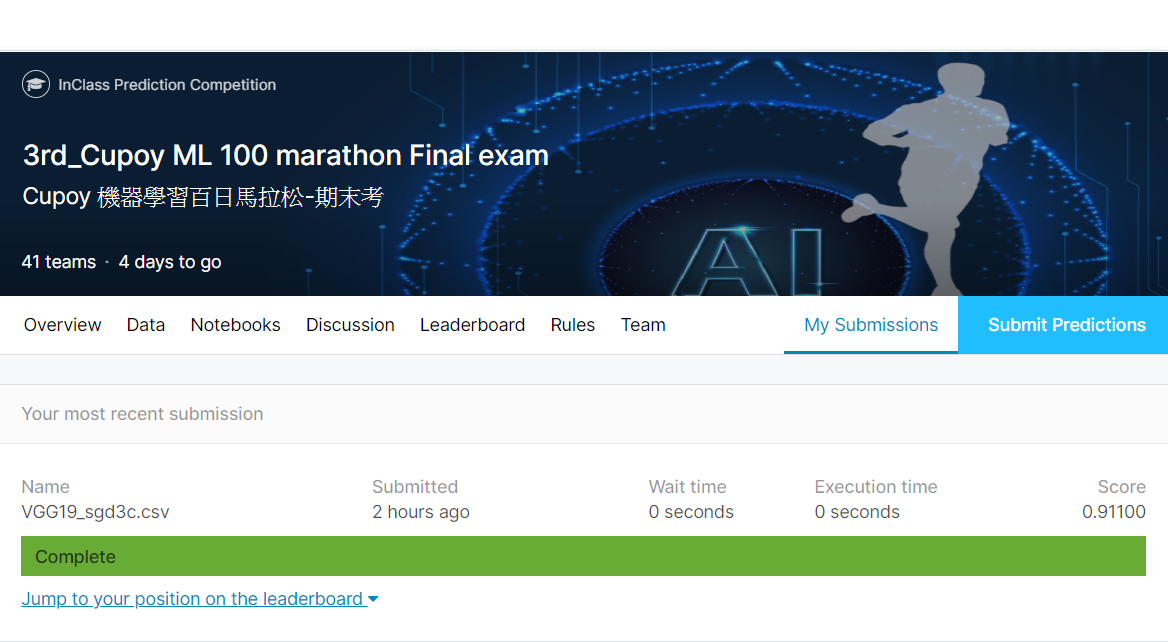 InClass Prediction Competition
3rd_Cupoy ML 100 marathon Final exam
Cupoy 機器學習百日馬拉松-期末考
41 teams · 4 days to go
AI
Overview Data Notebooks Discussion Leaderboard Rules Team My Submissions Submit Predictions
Your most recent submission
Name Submitted Wait time Execution time Score
VGG19_sgd3c.csv 2 hours ago 0 seconds 0 seconds 0.91100
Complete
Jump to your position on the leaderboard